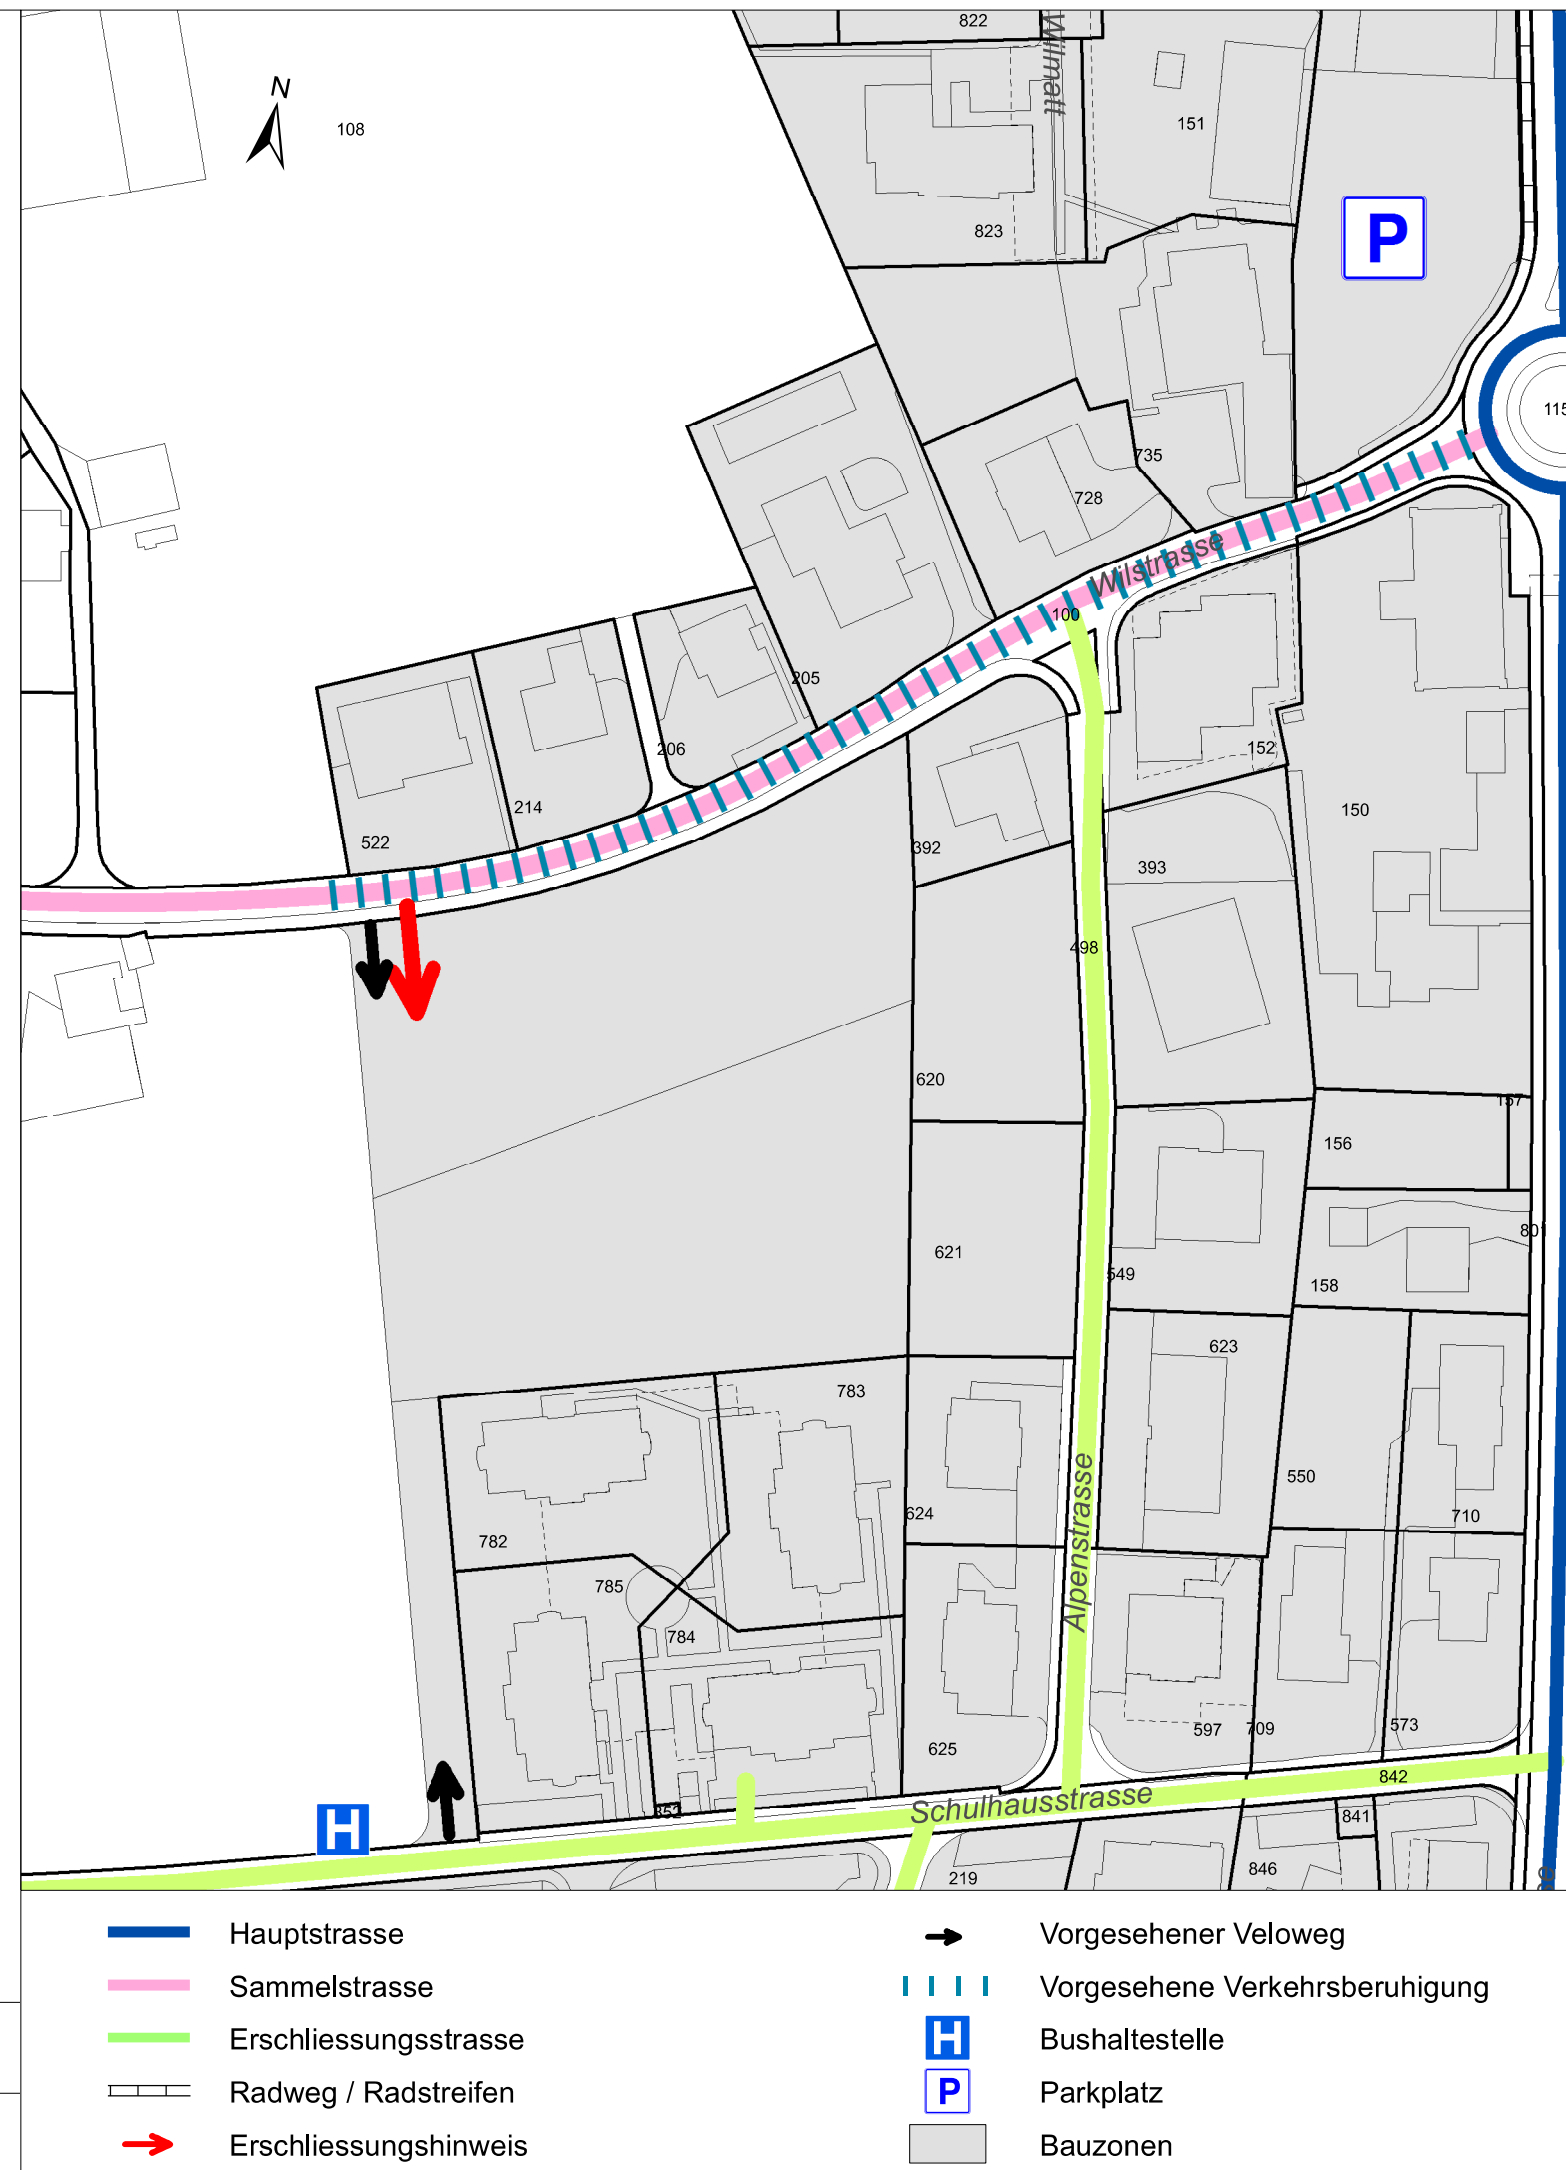 822
Wilmatt
N
108
151
823
P
115
735
728
Wilstrasse
100
205
206
152
214
150
522
392
393
498
620
157
156
621
801
549
158
623
783
550
624
710
782
Alpenstrasse
785
784
597
709
573
625
842
Schulhausstrasse
352
841
H
219
846
se
Hauptstrasse
Vorgesehener Veloweg
Sammelstrasse
Vorgesehene Verkehrsberuhigung
Erschliessungsstrasse
H
Bushaltestelle
Radweg / Radstreifen
P
Parkplatz
Erschliessungshinweis
Bauzonen